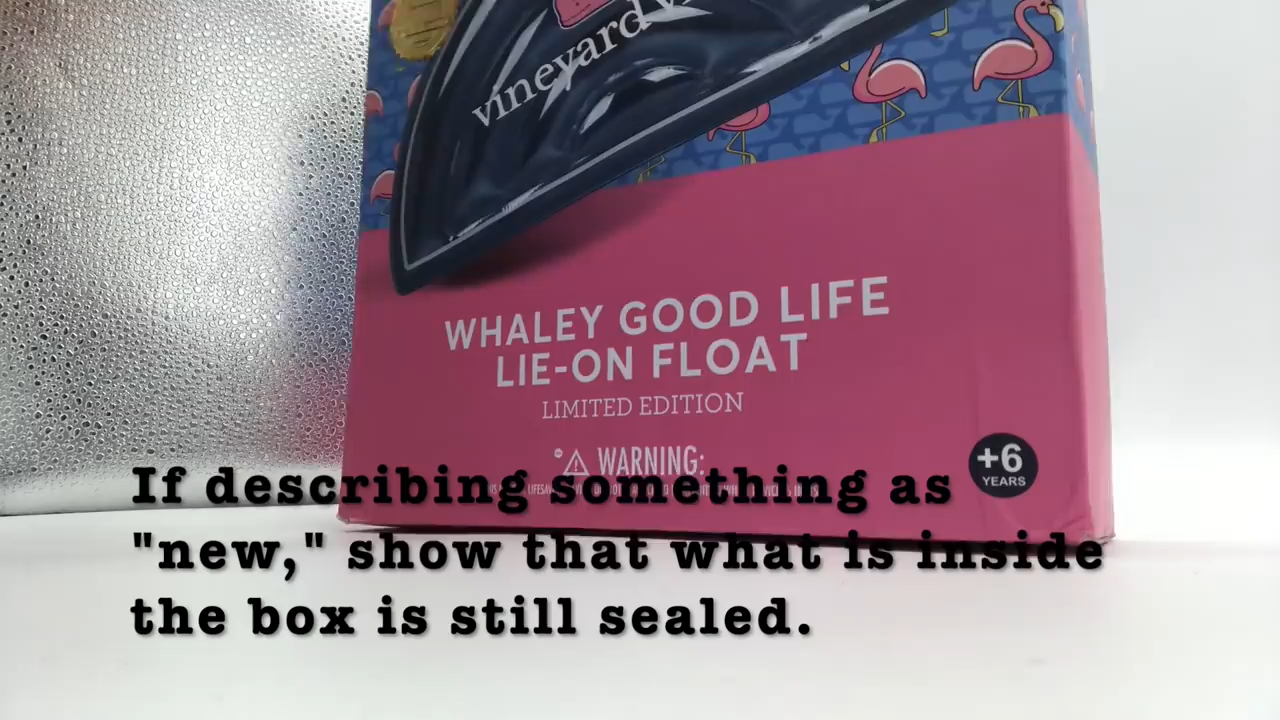 vineyard
WHALEY GOOD LIFE
LIE-ON FLOAT
LIMITED EDITION
WARNING:
+6
YEARS
If describing something as
"new," show that what is inside
the box is still sealed.